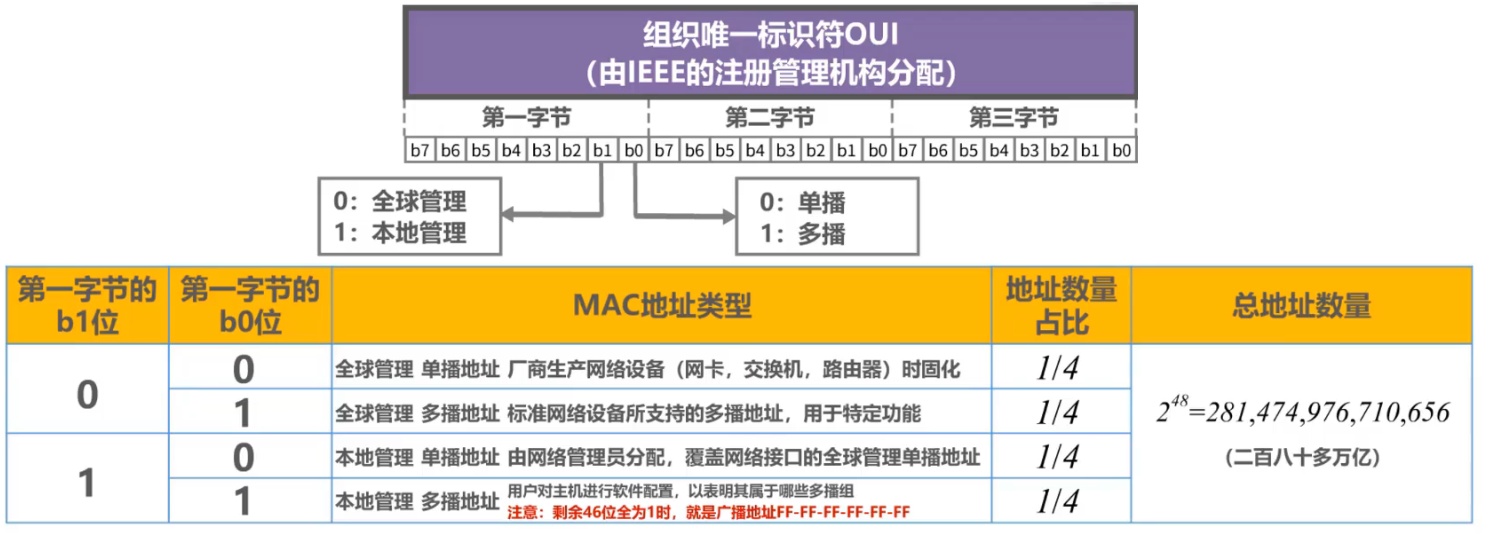 组织唯一标识符OUI
（由IEEE的注册管理机构分配）
第一字节 第二字节 第三字节
b7 b6 b5 b4 b3 b2 b1 b0 b7 b6 b5 b4 b3 b2 b1 b0 b7 b6 b5 b4 b3 b2 b1 b0
0：全球管理
1：本地管理
0：单播
1：多播
第一字节的
b1位
第一字节的
b0位
MAC地址类型
地址数量
占比
总地址数量
0
0
全球管理 单播地址 厂商生产网络设备（网卡，交换机，路由器）时固化
1/4
1
全球管理 多播地址 标准网络设备所支持的多播地址，用于特定功能
1/4
1
0
本地管理 单播地址 由网络管理员分配，覆盖网络接口的全球管理单播地址
1/4
1
本地管理 多播地址
用户对主机进行软件配置，以表明其属于哪些多播组
注意：剩余46位全为1时，就是广播地址FF-FF-FF-FF-FF-FF
1/4
2⁴⁸=281,474,976,710,656
（二百八十多万亿）